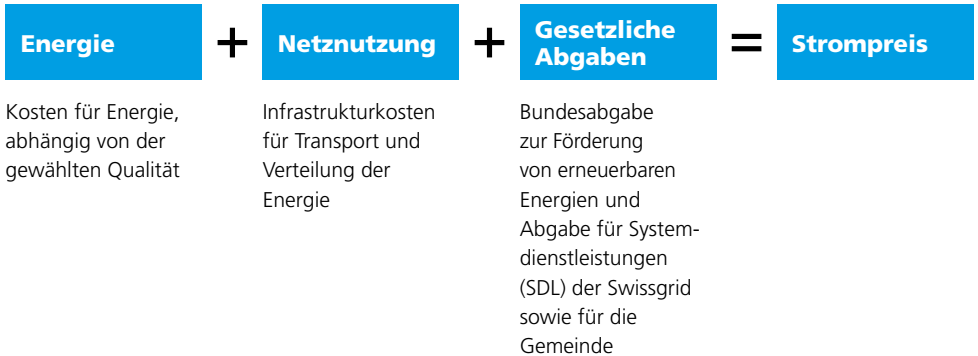 Energie
+
Netznutzung
+
Gesetzliche
Abgaben
=
Strompreis
Kosten für Energie,
abhängig von der
gewählten Qualität
Infrastrukturkosten
für Transport und
Verteilung der
Energie
Bundesabgabe
zur Förderung
von erneuerbaren
Energien und
Abgabe für System-
dienstleistungen
(SDL) der Swissgrid
sowie für die
Gemeinde